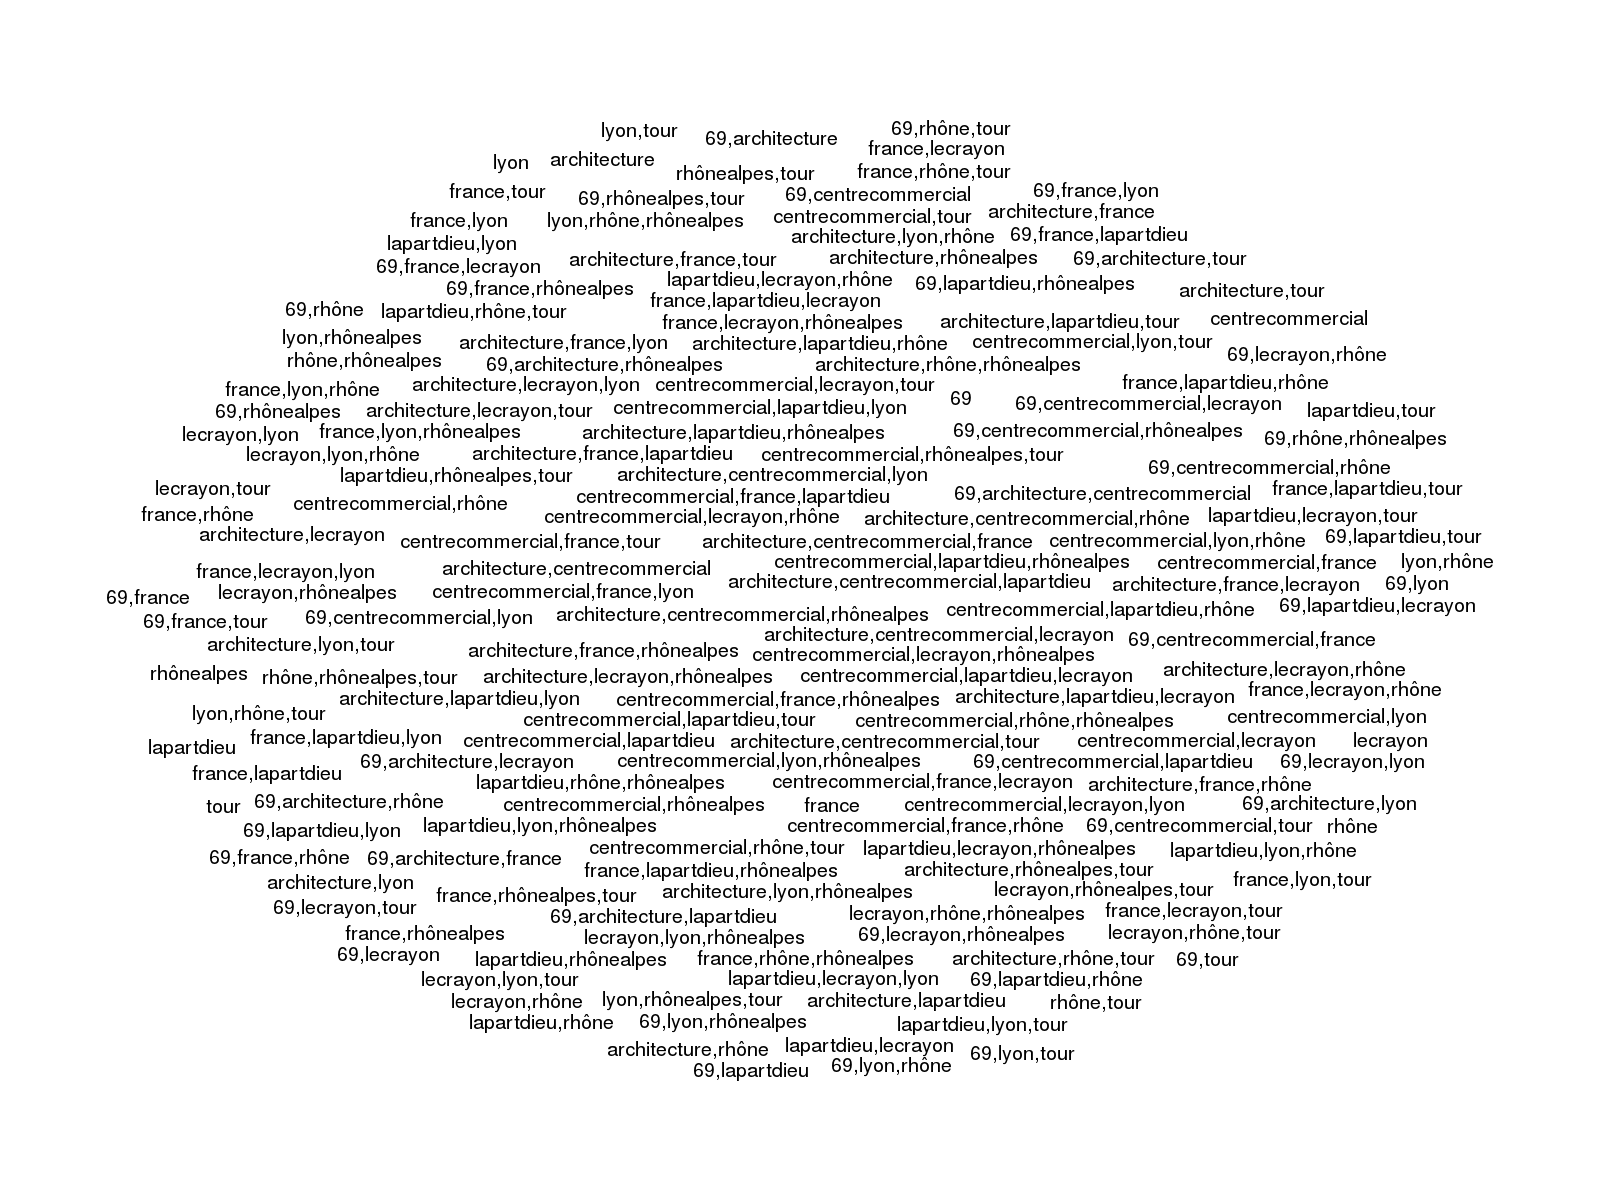 lyon,tour 69,architecture 69,rhône,tour
france,lecrayon
lyon architecture
rhônealpes,tour france,rhône,tour
france,tour 69,rhônealpes,tour 69,centrecommercial 69,france,lyon
france,lyon lyon,rhône,rhônealpes centrecommercial,tour architecture,france
lapartdieu,lyon architecture,lyon,rhône 69,france,lapartdieu
69,france,lecrayon architecture,france,tour architecture,rhônealpes 69,architecture,tour
69,france,rhônealpes lapartdieu,lecrayon,rhône 69,lapartdieu,rhônealpes architecture,tour
69,rhône lapartdieu,rhône,tour france,lapartdieu,lecrayon
france,lecrayon,rhônealpes architecture,lapartdieu,tour centrecommercial
lyon,rhônealpes architecture,france,lyon architecture,lapartdieu,rhône centrecommercial,lyon,tour
rhône,rhônealpes 69,architecture,rhônealpes architecture,rhône,rhônealpes 69,lecrayon,rhône
france,lyon,rhône architecture,lecrayon,lyon centrecommercial,lecrayon,tour france,lapartdieu,rhône
69,rhônealpes architecture,lecrayon,tour centrecommercial,lapartdieu,lyon 69 69,centrecommercial,lecrayon lapartdieu,tour
lecrayon,lyon france,lyon,rhônealpes architecture,lapartdieu,rhônealpes 69,centrecommercial,rhônealpes 69,rhône,rhônealpes
lecrayon,lyon,rhône architecture,france,lapartdieu centrecommercial,rhônealpes,tour
lapartdieu,rhônealpes,tour architecture,centrecommercial,lyon 69,centrecommercial,rhône
lecrayon,tour centrecommercial,rhône centrecommercial,france,lapartdieu 69,architecture,centrecommercial france,lapartdieu,tour
france,rhône centrecommercial,lecrayon,rhône architecture,centrecommercial,rhône lapartdieu,lecrayon,tour
architecture,lecrayon centrecommercial,france,tour architecture,centrecommercial,france centrecommercial,lyon,rhône 69,lapartdieu,tour
france,lecrayon,lyon architecture,centrecommercial centrecommercial,lapartdieu,rhônealpes centrecommercial,france lyon,rhône
69,france lecrayon,rhônealpes centrecommercial,france,lyon architecture,centrecommercial,lapartdieu architecture,france,lecrayon 69,lyon
69,france,tour 69,centrecommercial,lyon architecture,centrecommercial,rhônealpes centrecommercial,lapartdieu,rhône 69,lapartdieu,lecrayon
architecture,lyon,tour architecture,france,rhônealpes architecture,centrecommercial,lecrayon 69,centrecommercial,france
centrecommercial,lecrayon,rhônealpes
rhônealpes rhône,rhônealpes,tour architecture,lecrayon,rhônealpes centrecommercial,lapartdieu,lecrayon architecture,lecrayon,rhône
architecture,lapartdieu,lyon centrecommercial,france,rhônealpes architecture,lapartdieu,lecrayon france,lecrayon,rhône
lyon,rhône,tour centrecommercial,lapartdieu,tour centrecommercial,rhône,rhônealpes centrecommercial,lyon
lapartdieu france,lapartdieu,lyon centrecommercial,lapartdieu architecture,centrecommercial,tour centrecommercial,lecrayon lecrayon
69,architecture,lecrayon centrecommercial,lyon,rhônealpes 69,centrecommercial,lapartdieu 69,lecrayon,lyon
france,lapartdieu lapartdieu,rhône,rhônealpes centrecommercial,france,lecrayon architecture,france,rhône
tour 69,architecture,rhône centrecommercial,rhônealpes france centrecommercial,lecrayon,lyon 69,architecture,lyon
69,lapartdieu,lyon lapartdieu,lyon,rhônealpes centrecommercial,france,rhône 69,centrecommercial,tour rhône
69,france,rhône 69,architecture,france centrecommercial,rhône,tour lapartdieu,lecrayon,rhônealpes lapartdieu,lyon,rhône
architecture,lyon france,lapartdieu,rhônealpes architecture,rhônealpes,tour france,lyon,tour
france,rhônealpes,tour architecture,lyon,rhônealpes lecrayon,rhônealpes,tour
69,lecrayon,tour 69,architecture,lapartdieu lecrayon,rhône,rhônealpes france,lecrayon,tour
france,rhônealpes lecrayon,lyon,rhônealpes 69,lecrayon,rhônealpes lecrayon,rhône,tour
69,lecrayon lapartdieu,rhônealpes france,rhône,rhônealpes architecture,rhône,tour 69,tour
lecrayon,lyon,tour lapartdieu,lecrayon,lyon 69,lapartdieu,rhône
lecrayon,rhône lyon,rhônealpes,tour architecture,lapartdieu rhône,tour
lapartdieu,rhône 69,lyon,rhônealpes lapartdieu,lyon,tour
architecture,rhône lapartdieu,lecrayon 69,lyon,tour
69,lapartdieu 69,lyon,rhône